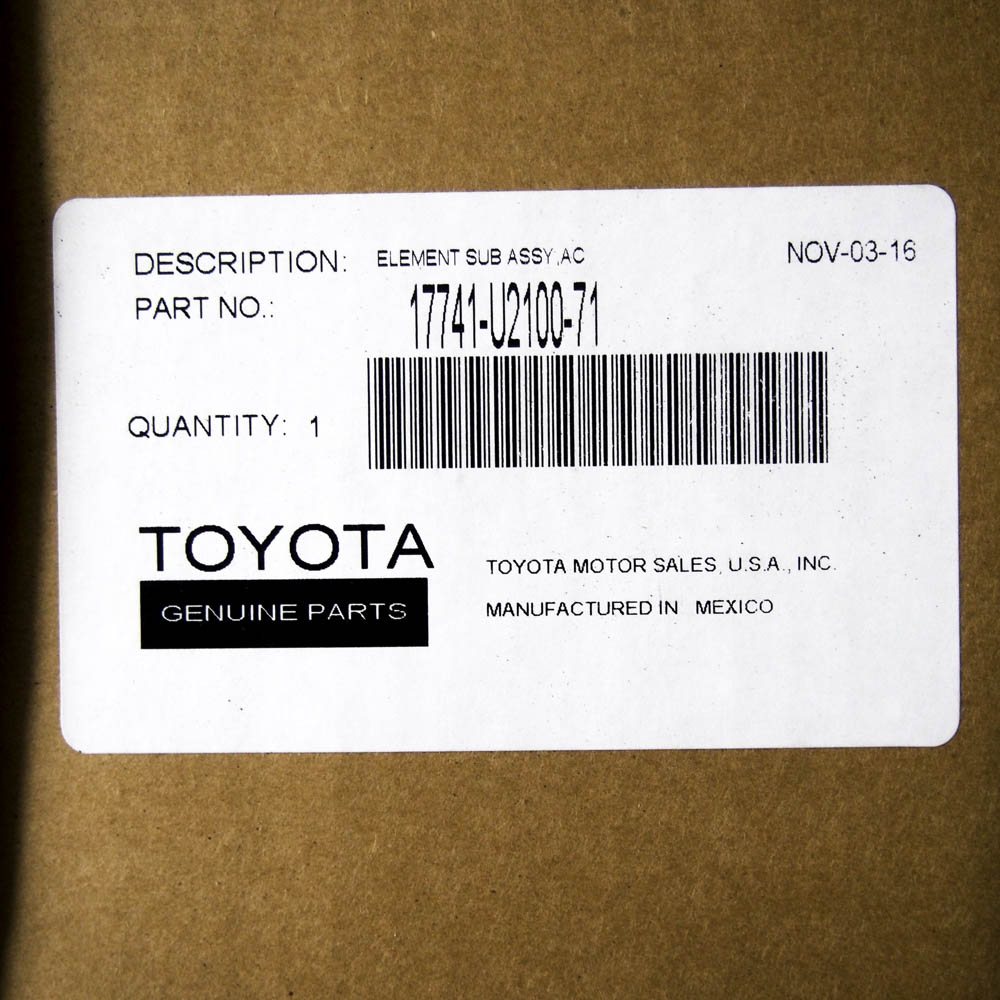 DESCRIPTION: ELEMENT SUB ASSY,AC NOV-03-16
PART NO.: 17741-U2100-71
QUANTITY: 1
TOYOTA
GENUINE PARTS
TOYOTA MOTOR SALES, U.S.A., INC.
MANUFACTURED IN MEXICO